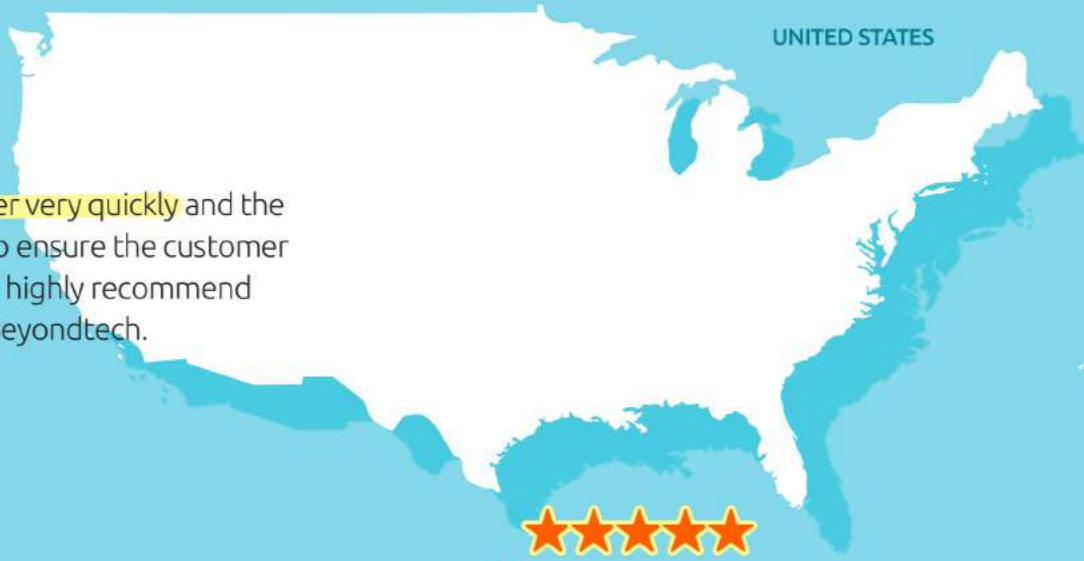 UNITED STATES
er very quickly and the
o ensure the customer
highly recommend
eyondtech.